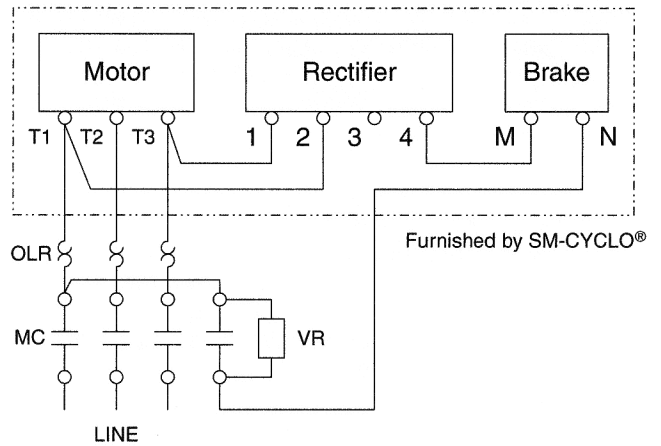 Motor Rectifier Brake
T1 T2 T3 1 2 3 4 M N
Furnished by SM-CYCLO®
OLR
MC VR
LINE